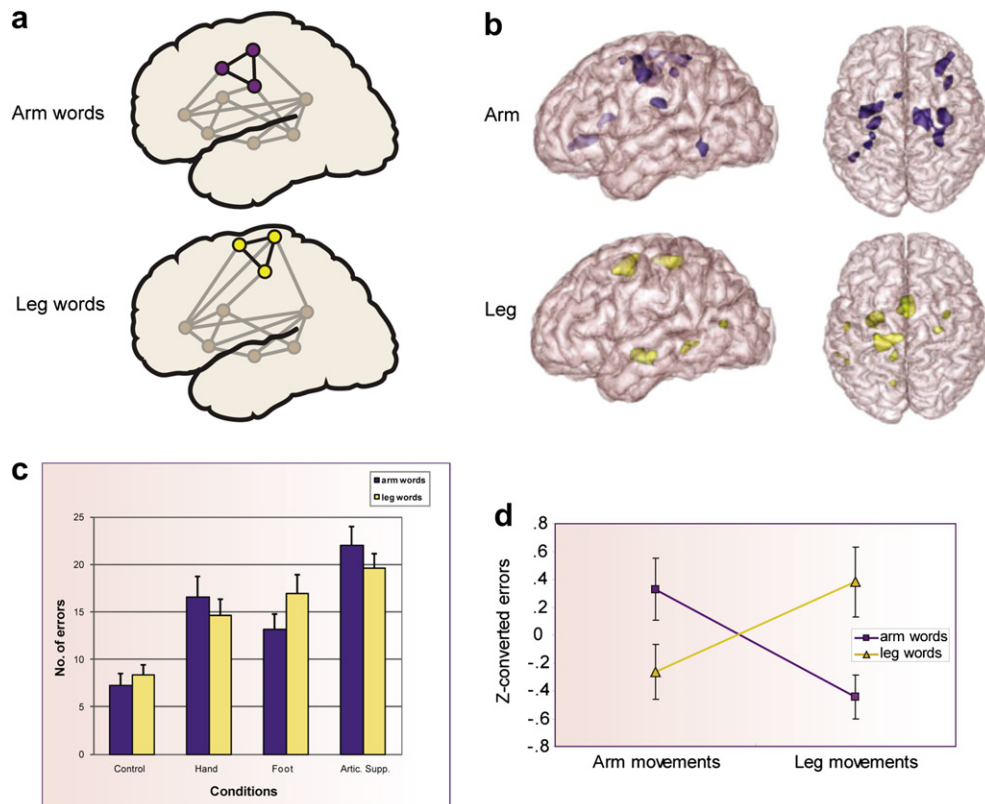 a
Arm words
Leg words
b
Arm
Leg
c
arm words
leg words
25
20
15
10
5
0
No. of errors
Control Hand Foot Artic. Supp.
Conditions
d
.8
.6
.4
.2
0
-.2
-.4
-.6
-.8
Z-converted errors
arm words
leg words
Arm movements Leg movements